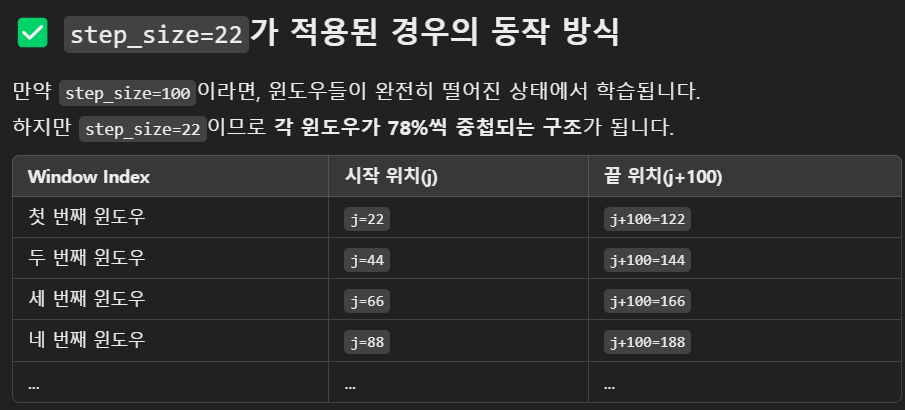 ✅ step_size=22가 적용된 경우의 동작 방식
만약 step_size=100이라면, 윈도우들이 완전히 떨어진 상태에서 학습됩니다.
하지만 step_size=22이므로 각 윈도우가 78%씩 중첩되는 구조가 됩니다.
Window Index 시작 위치(j) 끝 위치(j+100)
첫 번째 윈도우 j=22 j+100=122
두 번째 윈도우 j=44 j+100=144
세 번째 윈도우 j=66 j+100=166
네 번째 윈도우 j=88 j+100=188
... ... ...